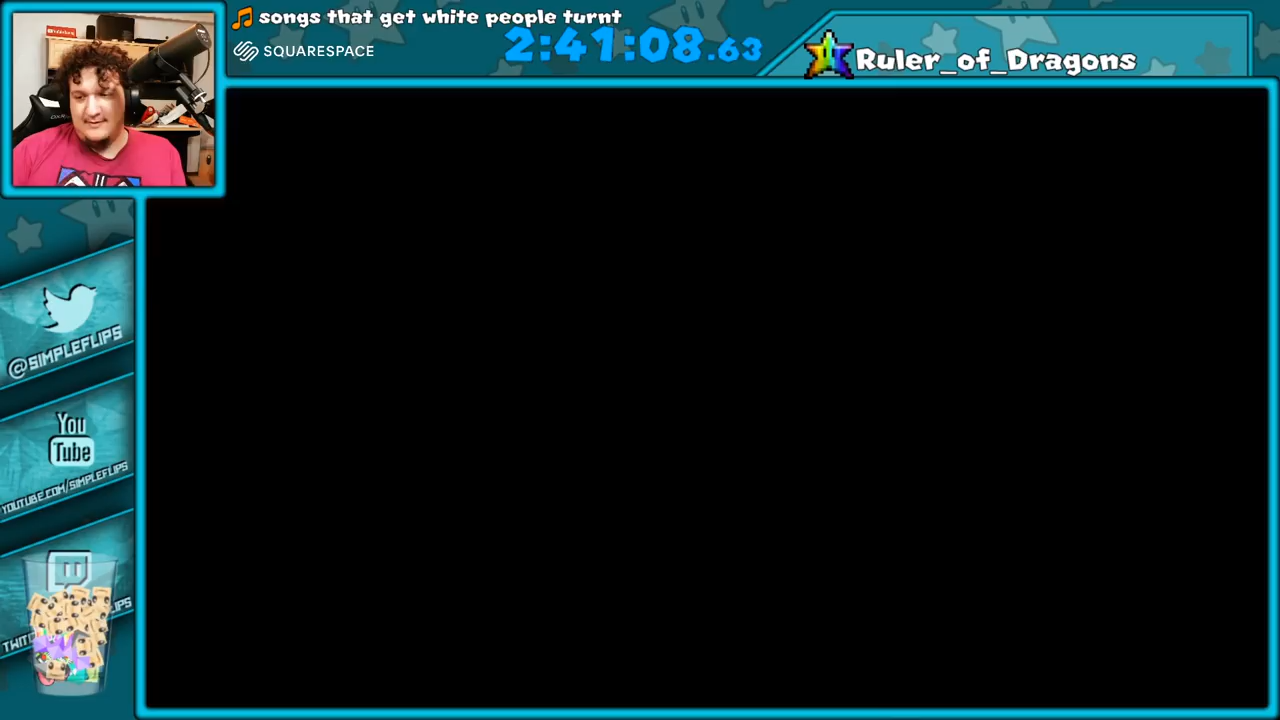 songs that get white people turnt
SQUARESPACE
2:41:08.63
Ruler_of_Dragons
@SIMPLEFLIPS
You
Tube
YOUTUBE.COM/SIMPLEFLIPS